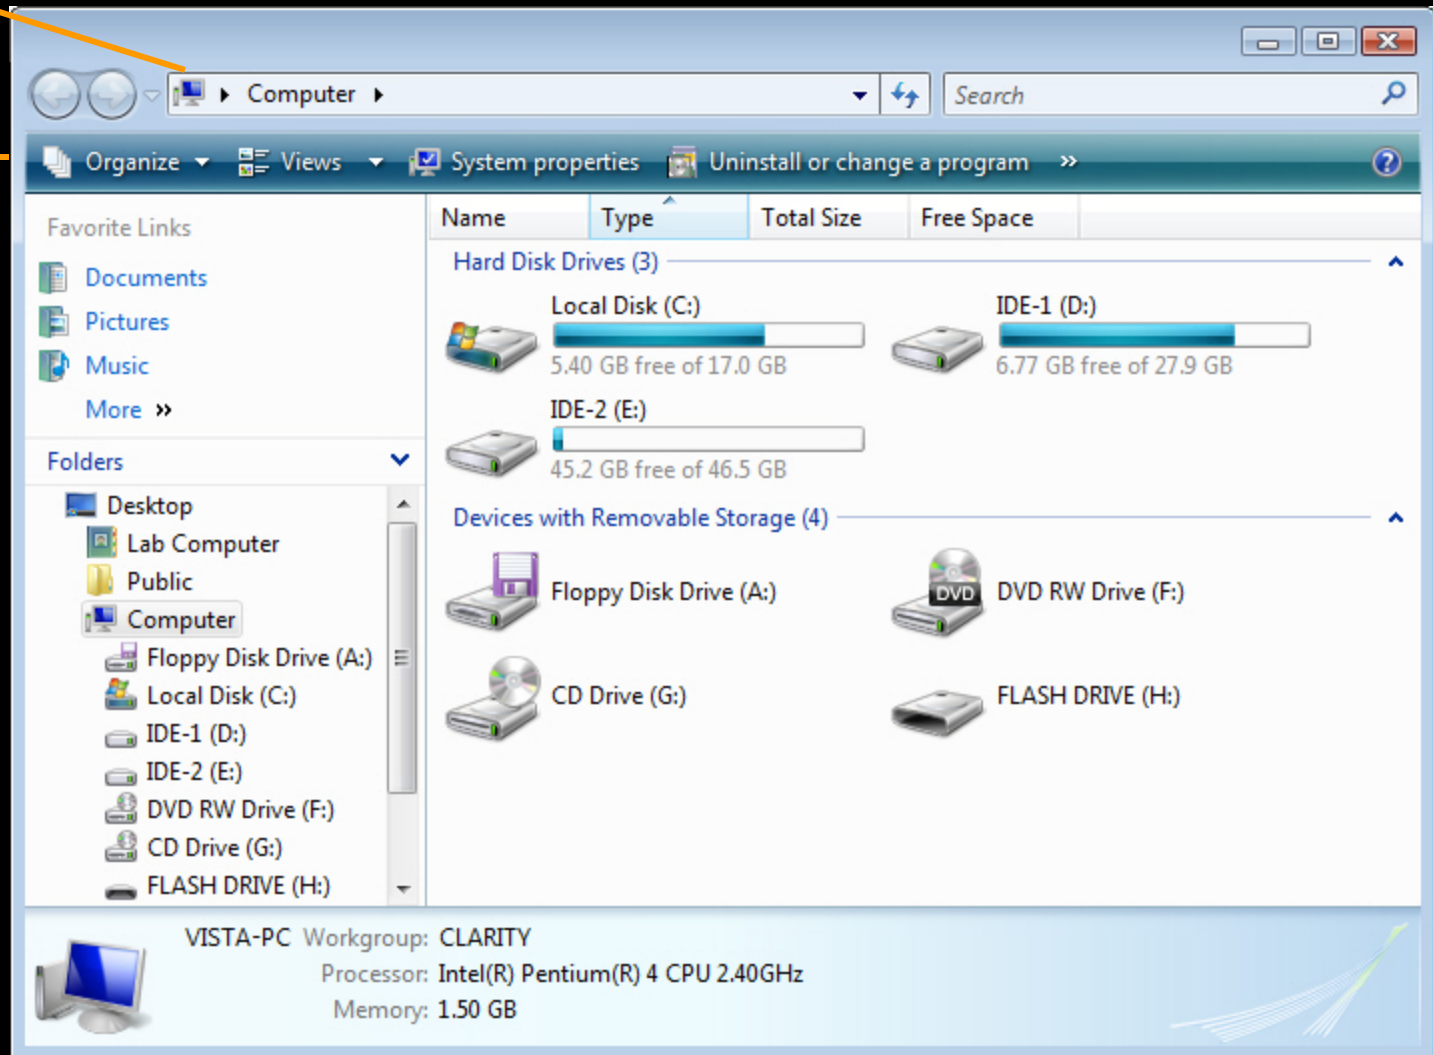 Computer
Search
Organize Views System properties Uninstall or change a program »
Favorite Links
Documents
Pictures
Music
More »
Folders
Desktop
Lab Computer
Public
Computer
Floppy Disk Drive (A:)
Local Disk (C:)
IDE-1 (D:)
IDE-2 (E:)
DVD RW Drive (F:)
CD Drive (G:)
FLASH DRIVE (H:)
Name Type Total Size Free Space
Hard Disk Drives (3)
Local Disk (C:)
5.40 GB free of 17.0 GB
IDE-1 (D:)
6.77 GB free of 27.9 GB
IDE-2 (E:)
45.2 GB free of 46.5 GB
Devices with Removable Storage (4)
Floppy Disk Drive (A:)
DVD RW Drive (F:)
DVD
CD Drive (G:)
FLASH DRIVE (H:)
VISTA-PC Workgroup: CLARITY
Processor: Intel(R) Pentium(R) 4 CPU 2.40GHz
Memory: 1.50 GB